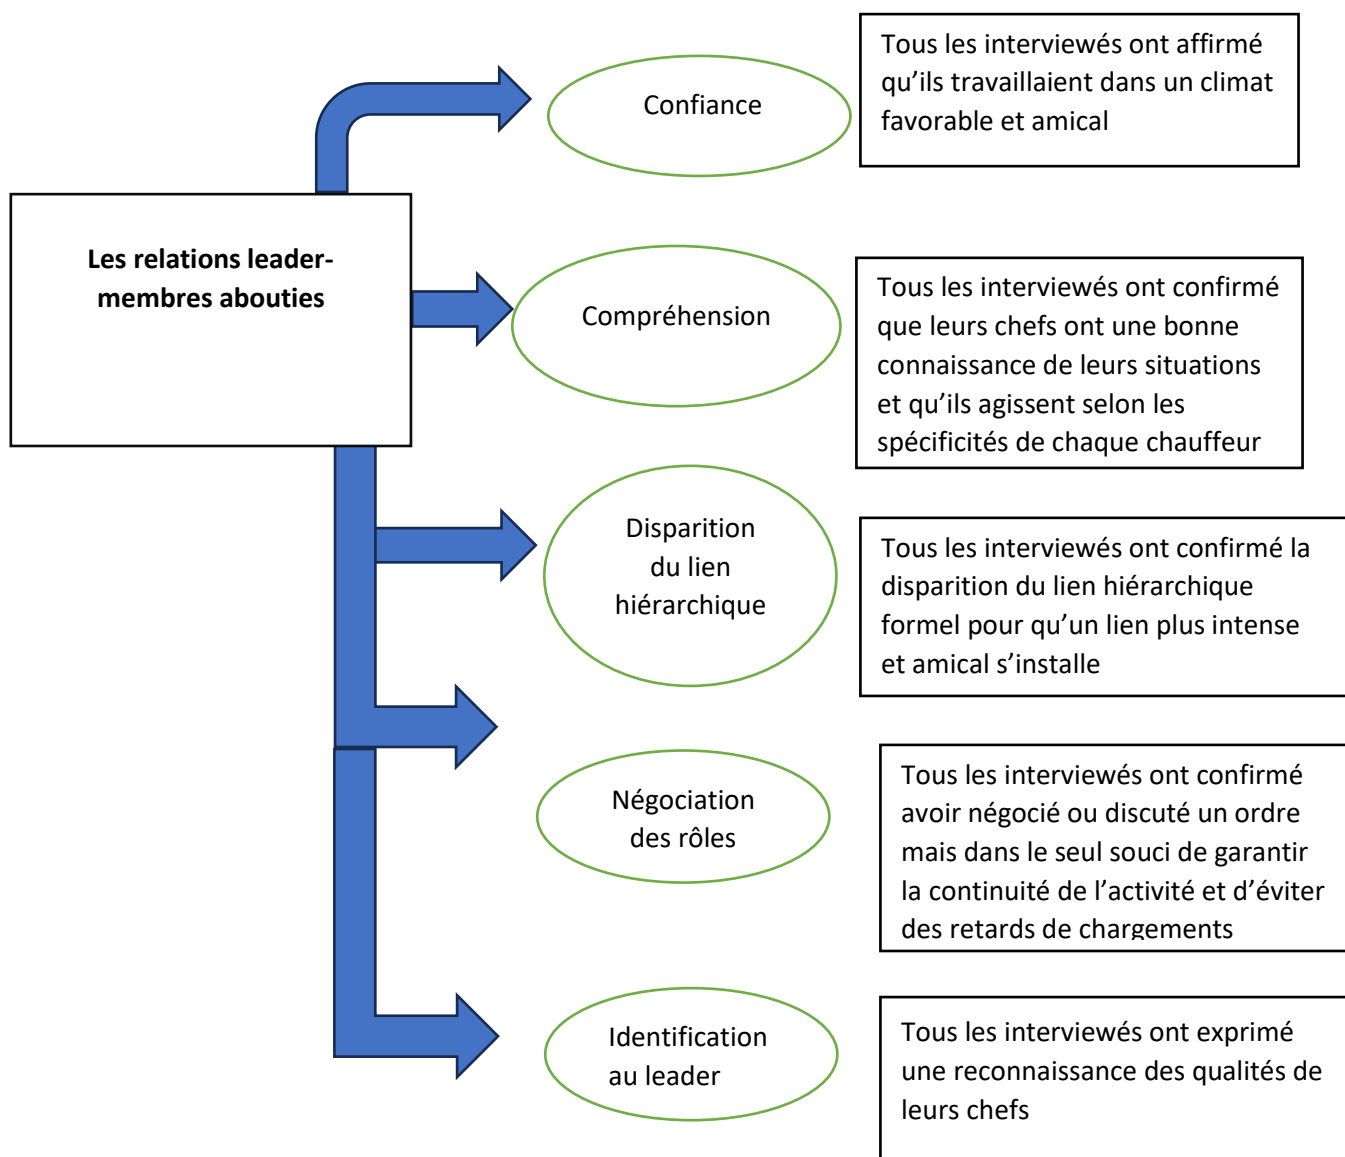 Confiance
Tous les interviewés ont affirmé
qu’ils travaillaient dans un climat
favorable et amical
Les relations leader-
membres abouties
Compréhension
Tous les interviewés ont confirmé
que leurs chefs ont une bonne
connaissance de leurs situations
et qu’ils agissent selon les
spécificités de chaque chauffeur
Disparition
du lien
hiérarchique
Tous les interviewés ont confirmé la
disparition du lien hiérarchique
formel pour qu’un lien plus intense
et amical s’installe
Négociation
des rôles
Tous les interviewés ont confirmé
avoir négocié ou discuté un ordre
mais dans le seul souci de garantir
la continuité de l’activité et d’éviter
des retards de chargements
Identification
au leader
Tous les interviewés ont exprimé
une reconnaissance des qualités de
leurs chefs